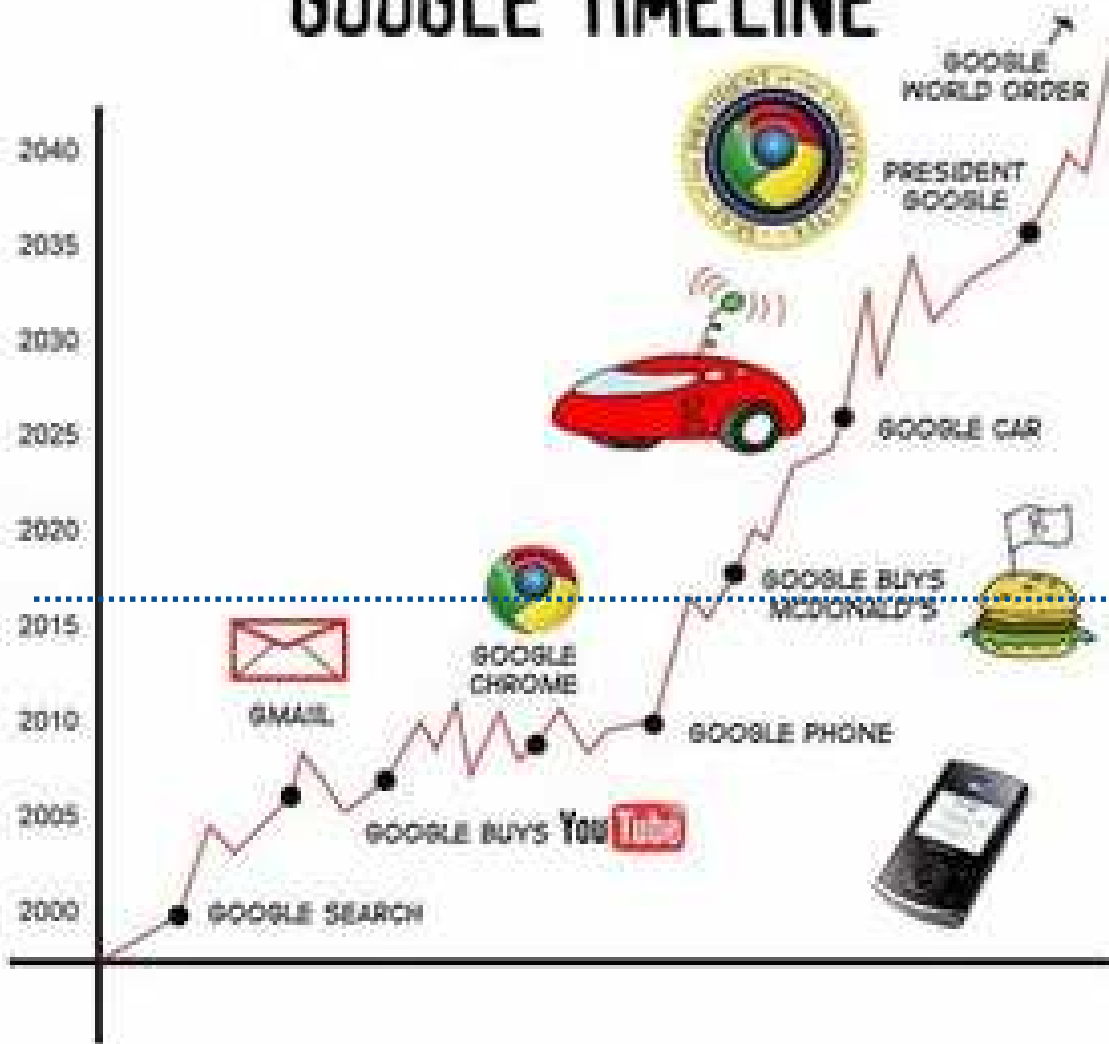 GOOGLE TIMELINE
GOOGLE
WORLD ORDER
2040
PRESIDENT
GOOGLE
2035
2030
2025
GOOGLE CAR
2020
GOOGLE BUYS
MCDONALD'S
2015
GOOGLE
CHROME
GMAIL
2010
GOOGLE PHONE
2005
GOOGLE BUYS YouTube
2000
GOOGLE SEARCH